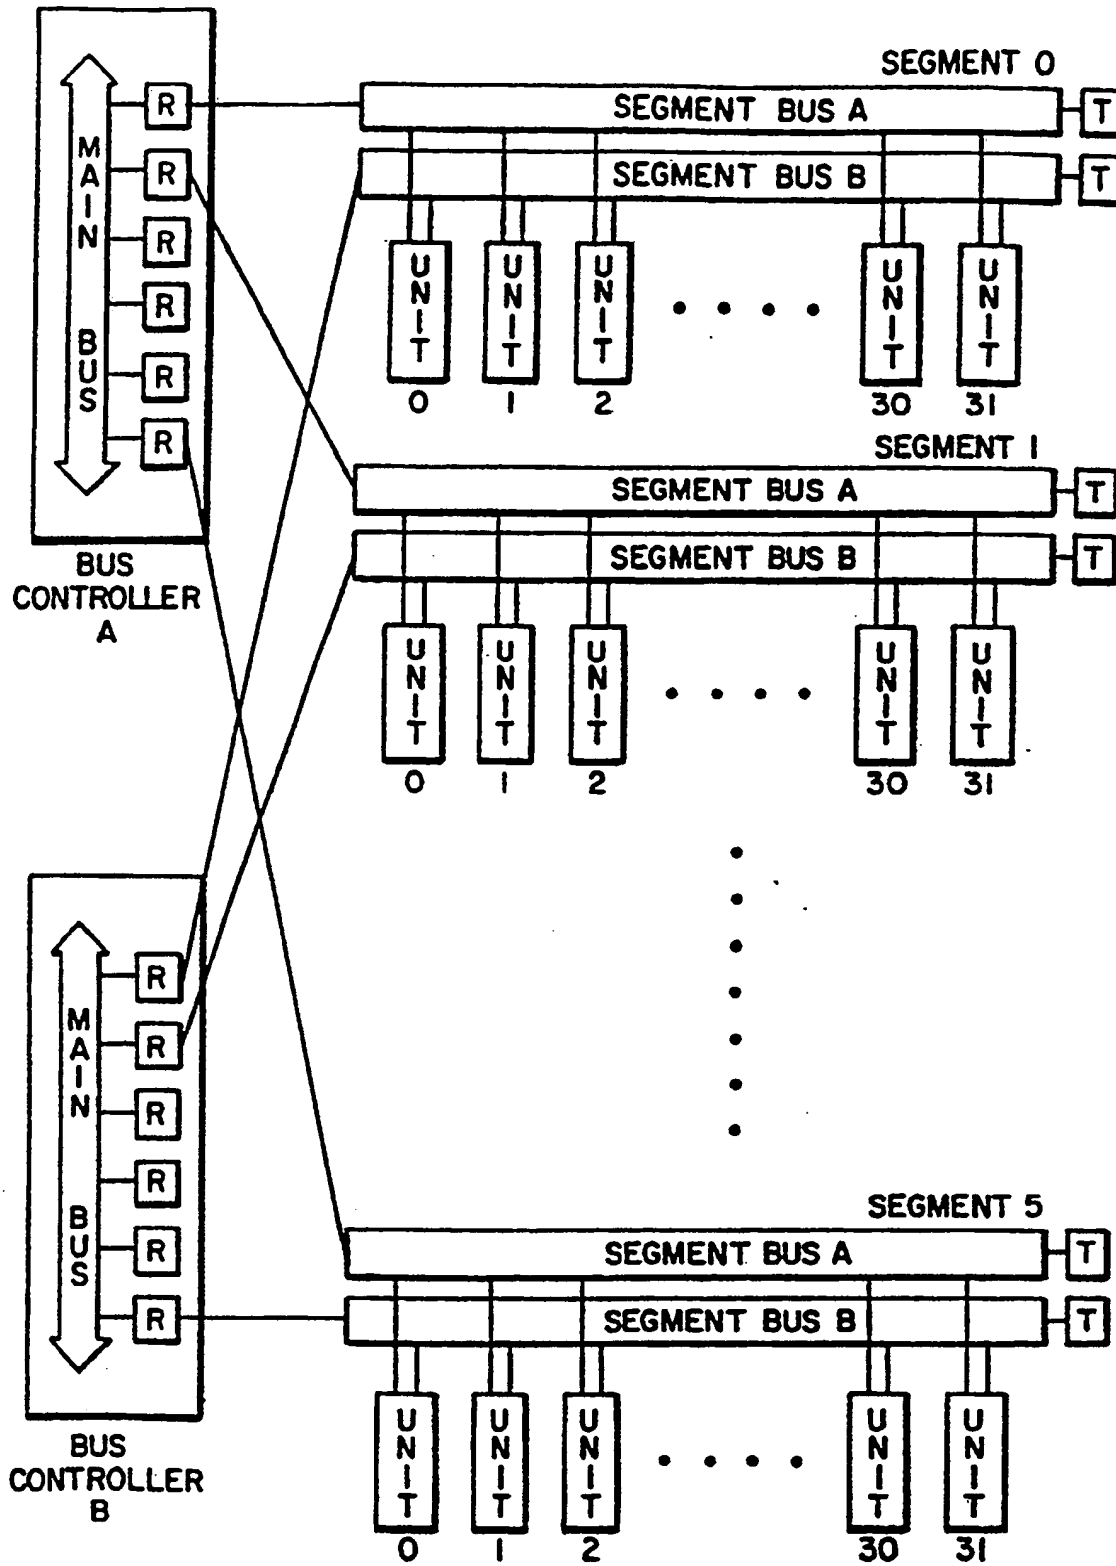 MAIN BUS
R
R
R
R
R
R
BUS
CONTROLLER
A
SEGMENT 0
SEGMENT BUS A
T
SEGMENT BUS B
T
UNIT
UNIT
UNIT
UNIT
UNIT
0
1
2
30
31
SEGMENT 1
SEGMENT BUS A
T
SEGMENT BUS B
T
UNIT
UNIT
UNIT
UNIT
UNIT
0
1
2
30
31
MAIN BUS
R
R
R
R
R
R
BUS
CONTROLLER
B
SEGMENT 5
SEGMENT BUS A
T
SEGMENT BUS B
T
UNIT
UNIT
UNIT
UNIT
UNIT
0
1
2
30
31